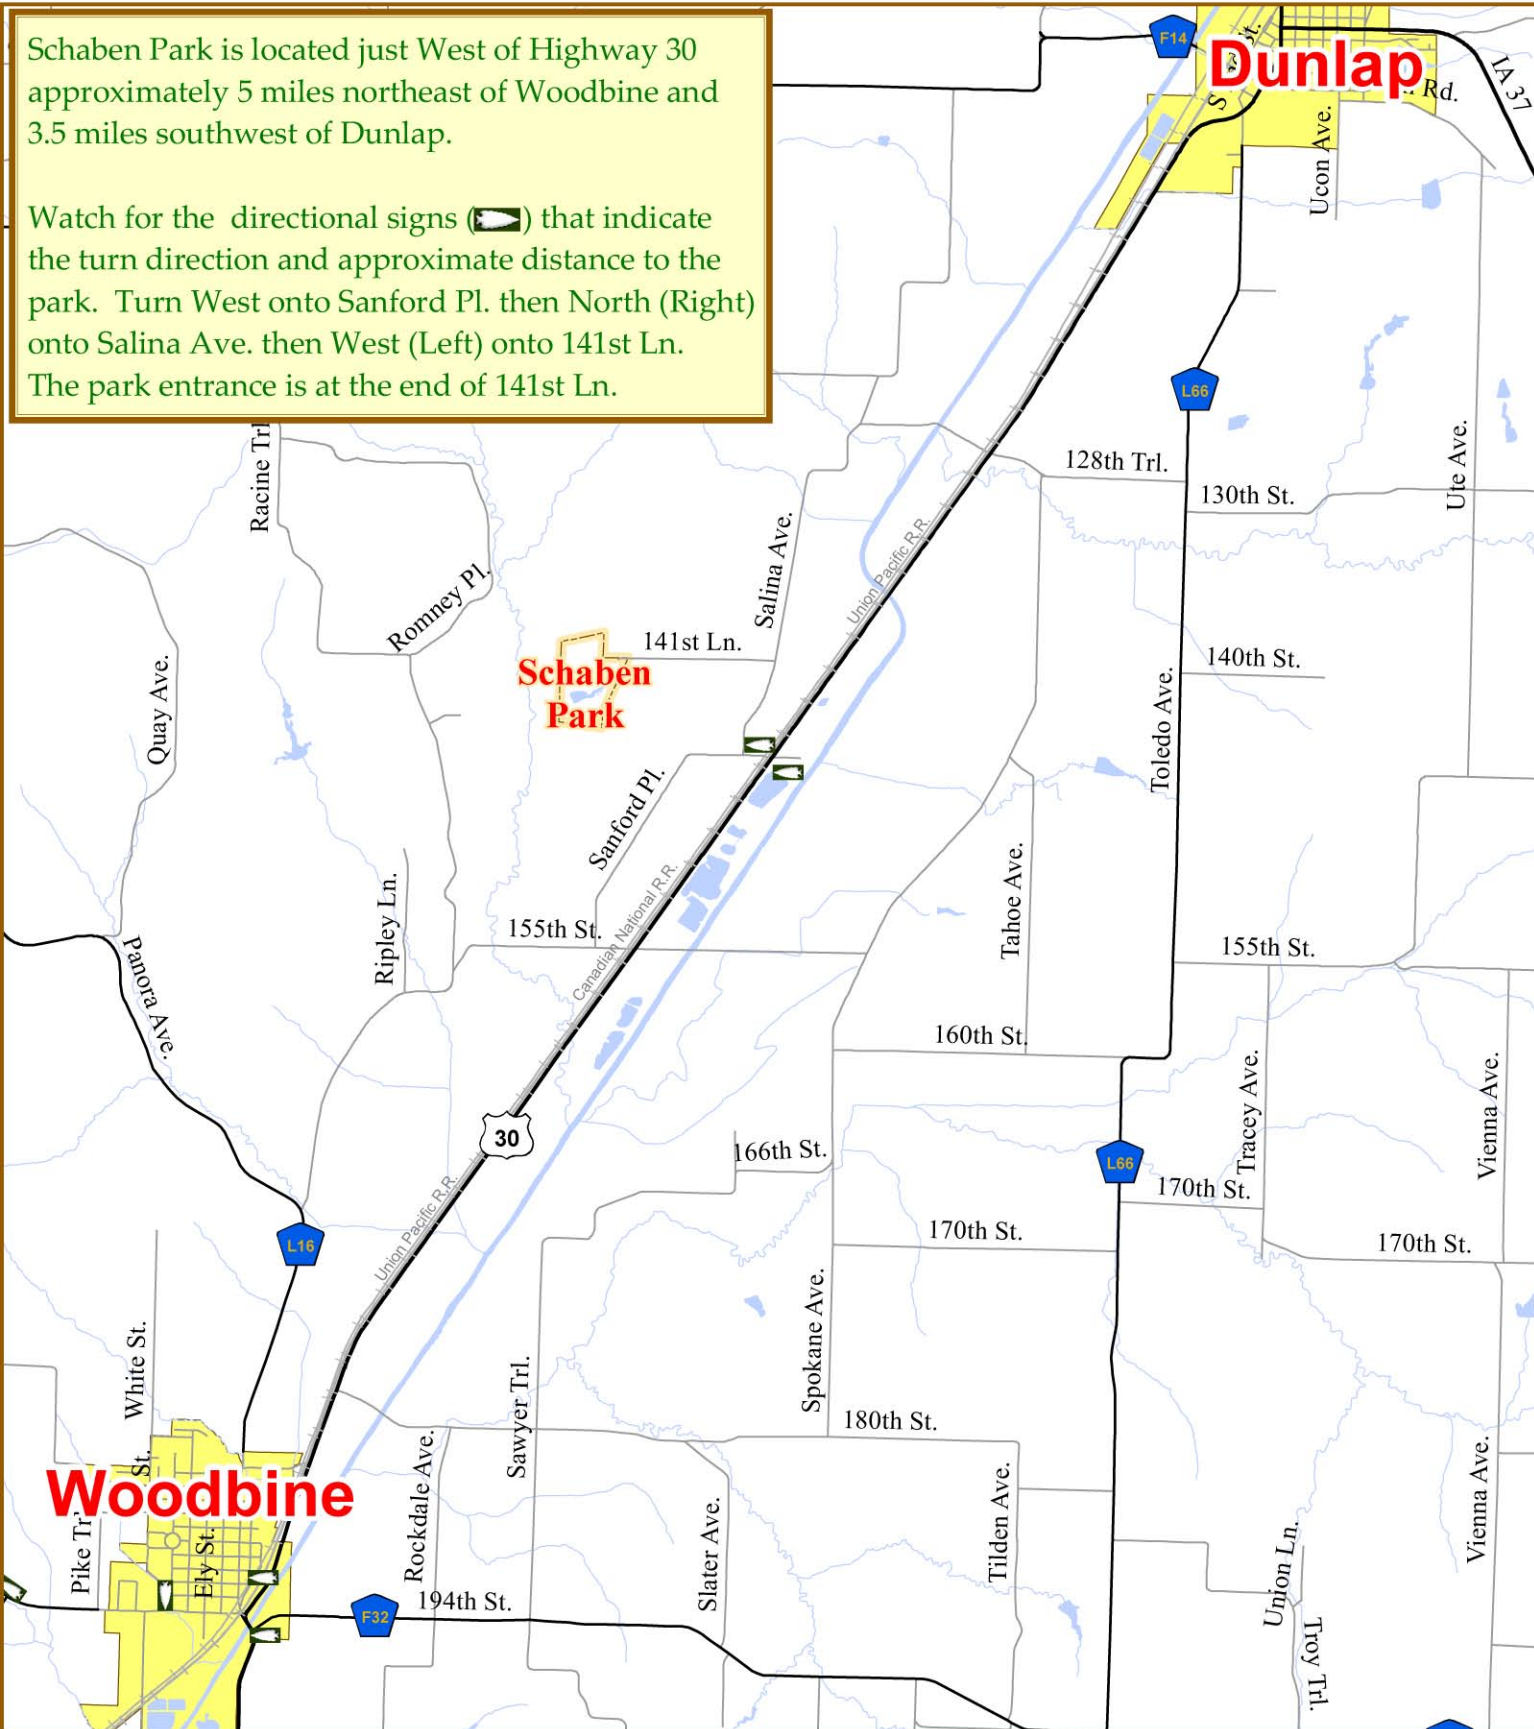 Schaben Park is located just West of Highway 30
approximately 5 miles northeast of Woodbine and
3.5 miles southwest of Dunlap.
Watch for the directional signs ( ) that indicate
the turn direction and approximate distance to the
park. Turn West onto Sanford Pl. then North (Right)
onto Salina Ave. then West (Left) onto 141st Ln.
The park entrance is at the end of 141st Ln.
F14
Dunlap
St.
Rd.
IA 37
Ucon Ave.
L66
Racine Trl
128th Trl.
130th St.
Ute Ave.
Salina Ave.
Union Pacific R.R.
Romney Pl.
141st Ln.
Schaben
Park
140th St.
Quay Ave.
Toledo Ave.
Sanford Pl.
Ripley Ln.
Canadian National R.R.
Tahoe Ave.
155th St.
155th St.
Panora Ave.
160th St.
30
Tracey Ave.
Vienna Ave.
166th St.
L66
170th St.
Union Pacific R.R.
L16
170th St.
170th St.
White St.
Spokane Ave.
Sawyer Trl.
180th St.
St.
Woodbine
Rockdale Ave.
Vienna Ave.
Pike Tr
Ely St.
Slater Ave.
Tilden Ave.
Union Ln.
F32
194th St.
Troy Trl.